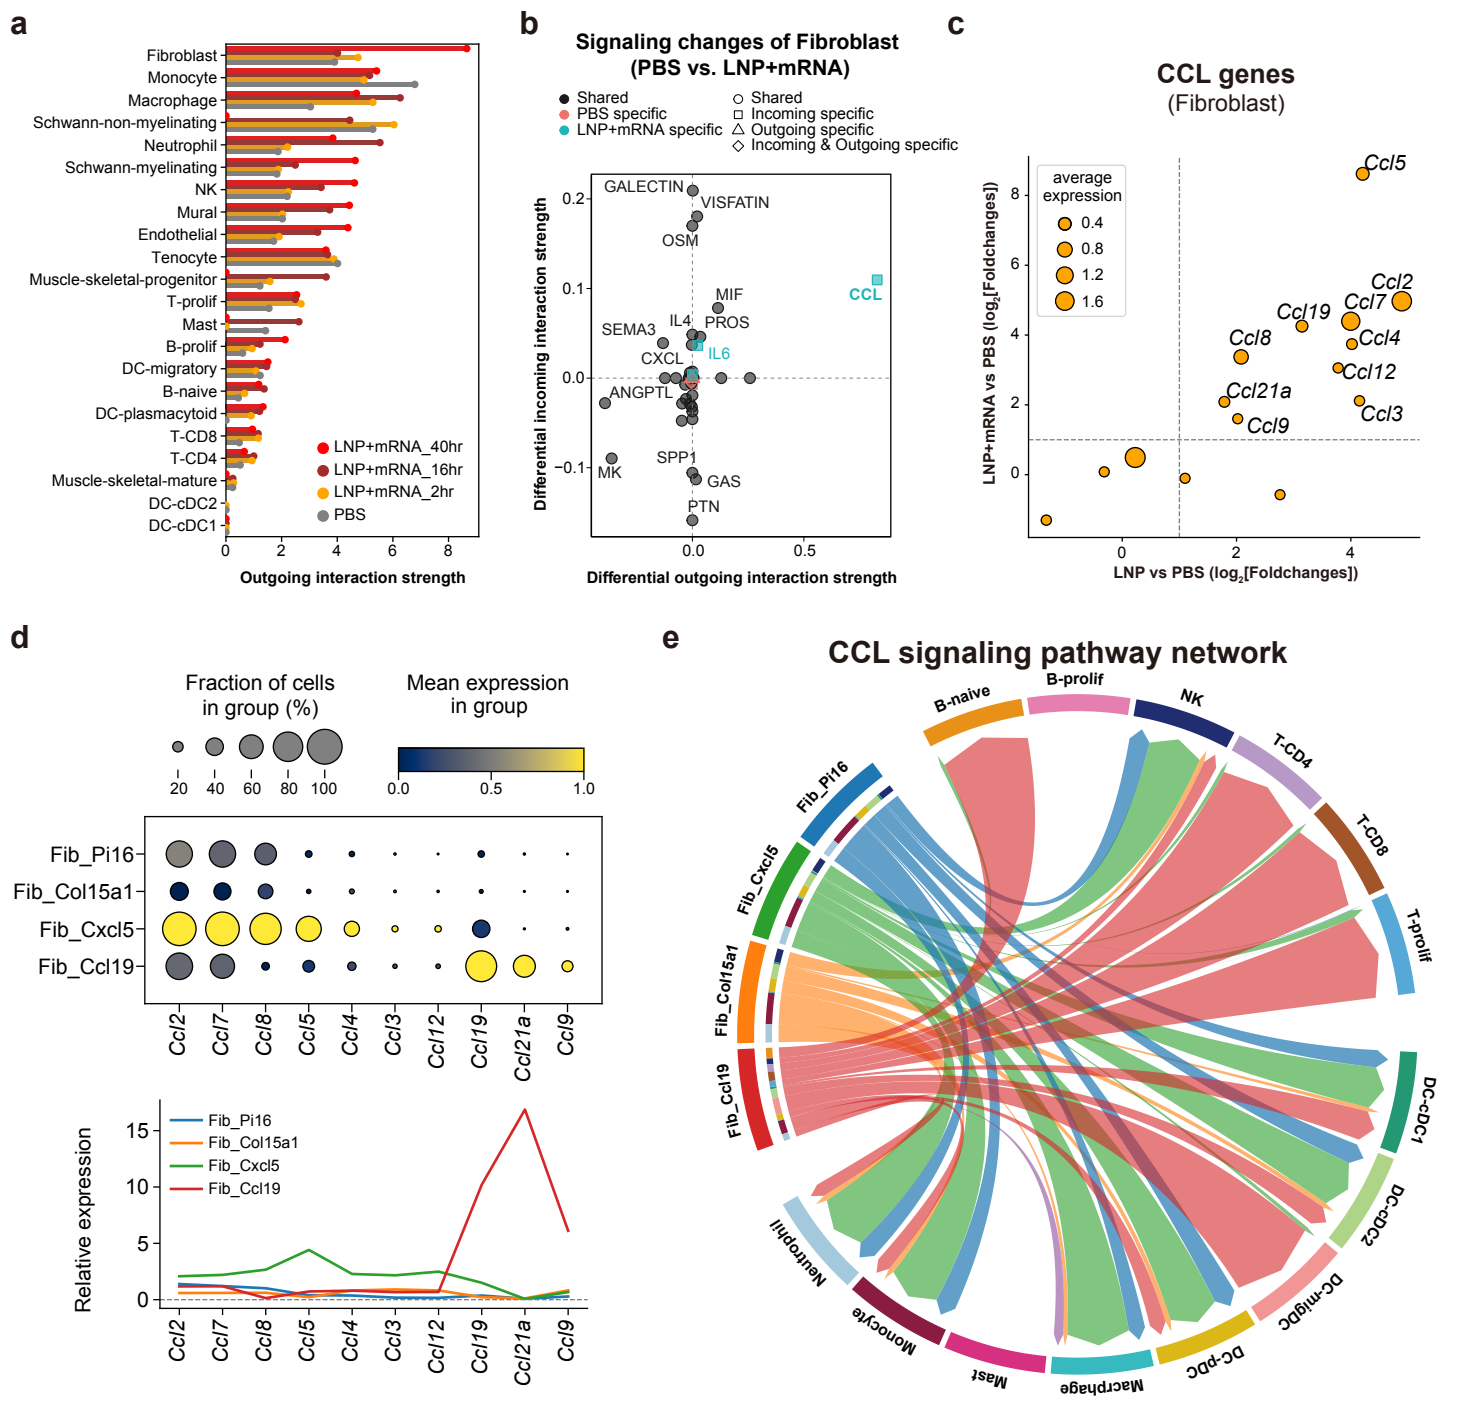 a
Fibroblast
Monocyte
Macrophage
Schwann-non-myelinating
Neutrophil
Schwann-myelinating
NK
Mural
Endothelial
Tenocyte
Muscle-skeletal-progenitor
T-prolif
Mast
B-prolif
DC-migratory
B-naive
DC-plasmacytoid
T-CD8
T-CD4
Muscle-skeletal-mature
DC-cDC2
DC-cDC1
LNP+mRNA_40hr
LNP+mRNA_16hr
LNP+mRNA_2hr
PBS
0 2 4 6 8
Outgoing interaction strength
b
Signaling changes of Fibroblast
(PBS vs. LNP+mRNA)
Shared
PBS specific
LNP+mRNA specific
Shared
Incoming specific
Outgoing specific
Incoming & Outgoing specific
Differential incoming interaction strength
0.2
0.1
0.0
−0.1
GALECTIN
VISFATIN
OSM
CCL
MIF
IL4
PROS
SEMA3
CXCL
IL6
ANGPTL
SPP1
MK
GAS
PTN
0.0 0.5
Differential outgoing interaction strength
c
CCL genes
(Fibroblast)
LNP+mRNA vs PBS (log2[Foldchanges])
8
6
4
2
0
average
expression
0.4
0.8
1.2
1.6
Ccl5
Ccl2
Ccl7
Ccl19
Ccl8
Ccl4
Ccl12
Ccl21a
Ccl3
Ccl9
0 2 4
LNP vs PBS (log2[Foldchanges])
d
Fraction of cells
in group (%)
20 40 60 80 100
Mean expression
in group
0.0 0.5 1.0
Fib_Pi16
Fib_Col15a1
Fib_Cxcl5
Fib_Ccl19
Ccl2 Ccl7 Ccl8 Ccl5 Ccl4 Ccl3 Ccl12 Ccl19 Ccl21a Ccl9
Relative expression
15
10
5
0
Fib_Pi16
Fib_Col15a1
Fib_Cxcl5
Fib_Ccl19
Ccl2 Ccl7 Ccl8 Ccl5 Ccl4 Ccl3 Ccl12 Ccl19 Ccl21a Ccl9
e
CCL signaling pathway network
B-naive
B-prolif
NK
T-CD4
T-CD8
T-prolif
DC-cDC1
DC-cDC2
DC-migDC
DC-pDC
Macrphage
Mast
Monocyte
Neutrophil
Fib_Ccl19
Fib_Col15a1
Fib_Cxcl5
Fib_Pi16